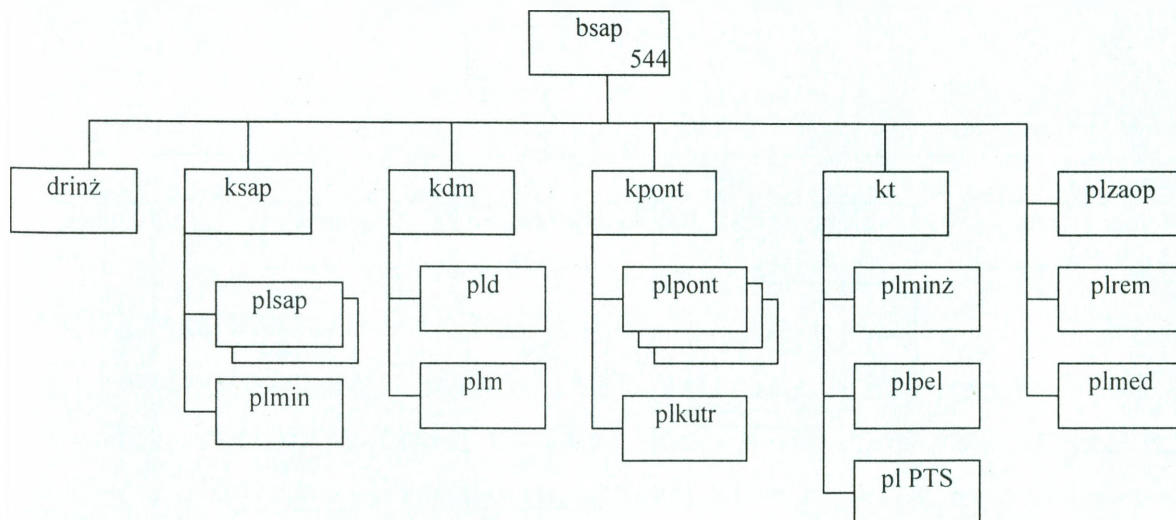 bsap
544
drinż
ksap
kdm
kpont
kt
plzaop
plsap
pld
plpont
plminż
plrem
plmin
plm
plkutr
plpel
plmed
pl PTS